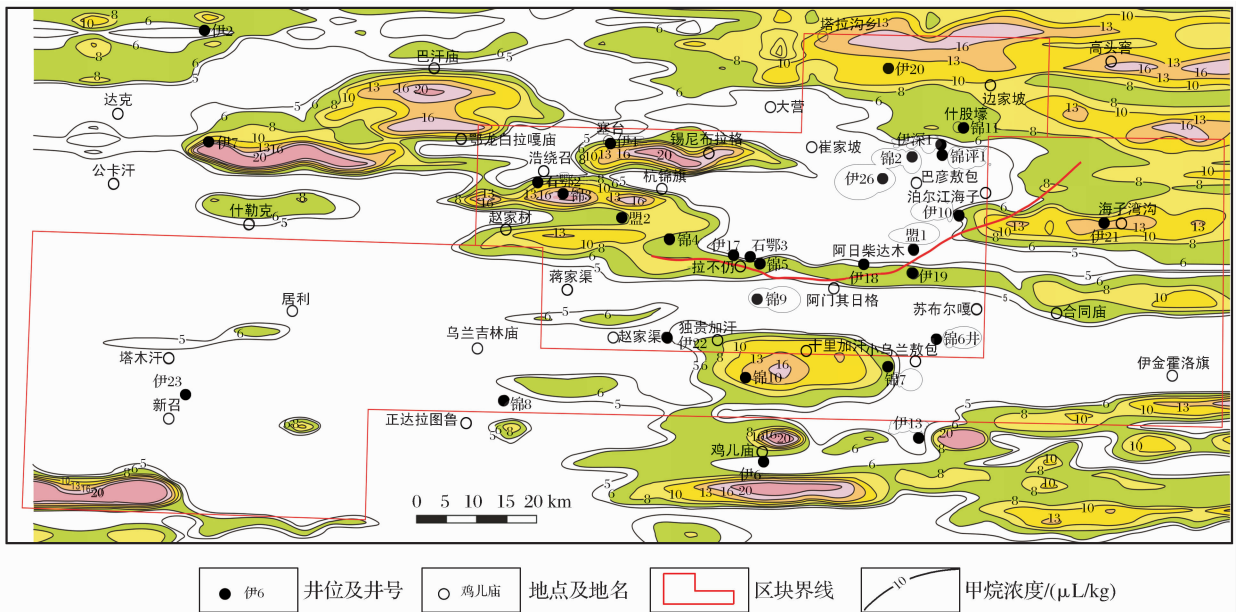 伊2
塔拉沟乡
高头窖
巴汗庙
伊20
达克
大营
边家坡
什股壕
锦11
伊7
鄂龙白拉嘎庙
寨台
伊1
锡尼布拉格
崔家坡
伊深1
锦2
锦评1
浩绕召
公卡汗
石鄂2
锦3
杭锦旗
伊26
巴彦敖包
泊尔江海子
什勒克
赵家材
盟2
伊10
海子湾沟
伊21
锦4
伊17
石鄂3
盟1
阿日柴达木
拉不仍
锦5
伊18
伊19
蒋家渠
锦9
阿门其日格
苏布尔嘎
合同庙
居利
乌兰吉林庙
赵家渠
伊22
独贵加汗
十里加汗
小乌兰敖包
锦6井
塔木汗
伊金霍洛旗
伊23
锦10
锦7
新召
锦8
正达拉图鲁
伊13
鸡儿庙
伊6
0 5 10 15 20 km
伊6 井位及井号
鸡儿庙 地点及地名
区块界线
10 甲烷浓度/(μL/kg)